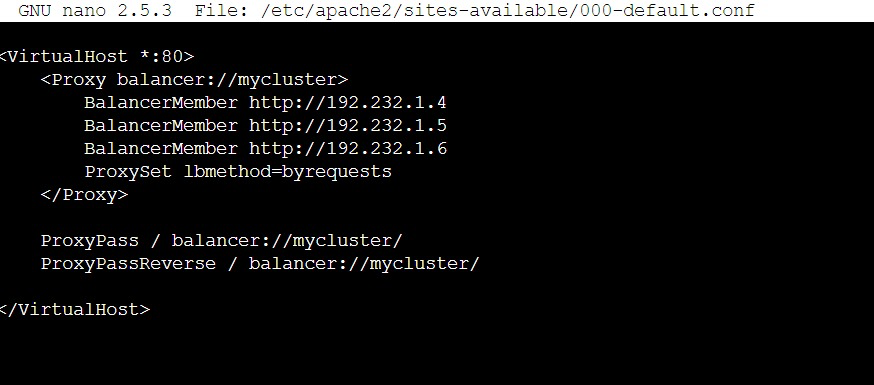 GNU nano 2.5.3  File: /etc/apache2/sites-available/000-default.conf
<VirtualHost *:80>
    <Proxy balancer://mycluster>
        BalancerMember http://192.232.1.4
        BalancerMember http://192.232.1.5
        BalancerMember http://192.232.1.6
        ProxySet lbmethod=byrequests
    </Proxy>
    ProxyPass / balancer://mycluster/
    ProxyPassReverse / balancer://mycluster/
</VirtualHost>